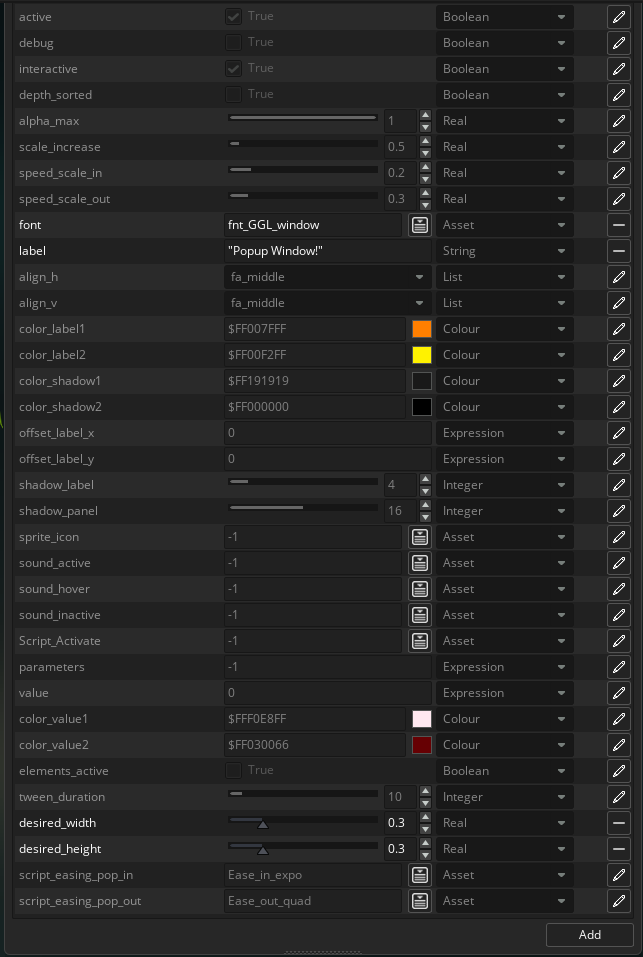 active True Boolean
debug True Boolean
interactive True Boolean
depth_sorted True Boolean
alpha_max 1 Real
scale_increase 0.5 Real
speed_scale_in 0.2 Real
speed_scale_out 0.3 Real
font fnt_GGL_window Asset
label "Popup Window!" String
align_h fa_middle List
align_v fa_middle List
color_label1 $FF007FFF Colour
color_label2 $FF00F2FF Colour
color_shadow1 $FF191919 Colour
color_shadow2 $FF000000 Colour
offset_label_x 0 Expression
offset_label_y 0 Expression
shadow_label 4 Integer
shadow_panel 16 Integer
sprite_icon -1 Asset
sound_active -1 Asset
sound_hover -1 Asset
sound_inactive -1 Asset
Script_Activate -1 Asset
parameters -1 Expression
value 0 Expression
color_value1 $FFF0E8FF Colour
color_value2 $FF030066 Colour
elements_active True Boolean
tween_duration 10 Integer
desired_width 0.3 Real
desired_height 0.3 Real
script_easing_pop_in Ease_in_expo Asset
script_easing_pop_out Ease_out_quad Asset
Add